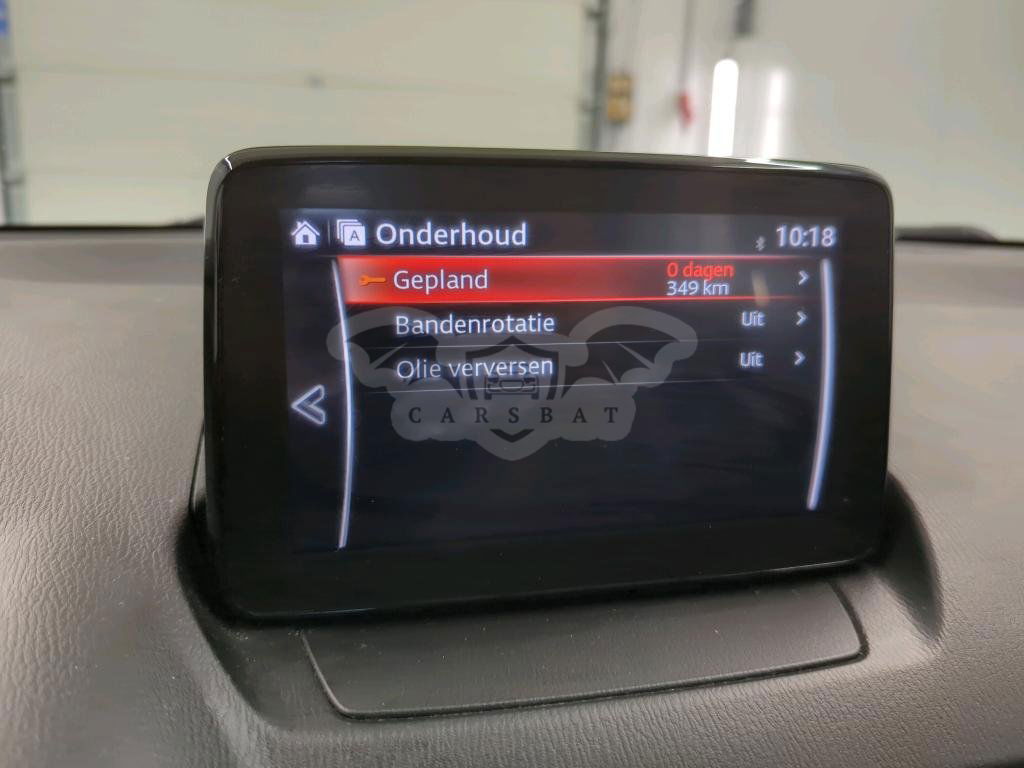 A Onderhoud 10:18
Gepland 0 dagen
349 km
Bandenrotatie Uit
Olie verversen Uit
CARSBAT